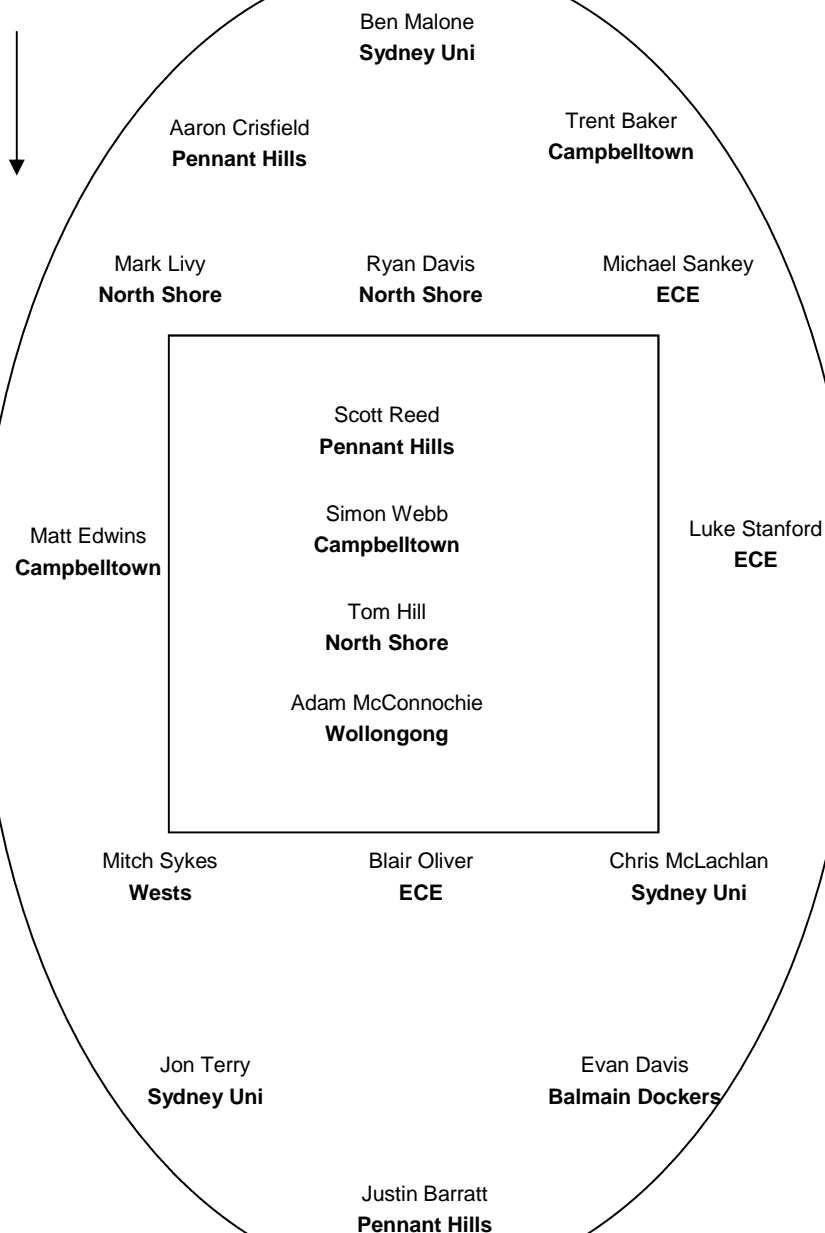 Ben Malone
Sydney Uni
Aaron Crisfield
Pennant Hills
Trent Baker
Campbelltown
Mark Livy
North Shore
Ryan Davis
North Shore
Michael Sankey
ECE
Scott Reed
Pennant Hills
Simon Webb
Campbelltown
Matt Edwins
Campbelltown
Luke Stanford
ECE
Tom Hill
North Shore
Adam McConnochie
Wollongong
Mitch Sykes
Wests
Blair Oliver
ECE
Chris McLachlan
Sydney Uni
Jon Terry
Sydney Uni
Evan Davis
Balmain Dockers
Justin Barratt
Pennant Hills